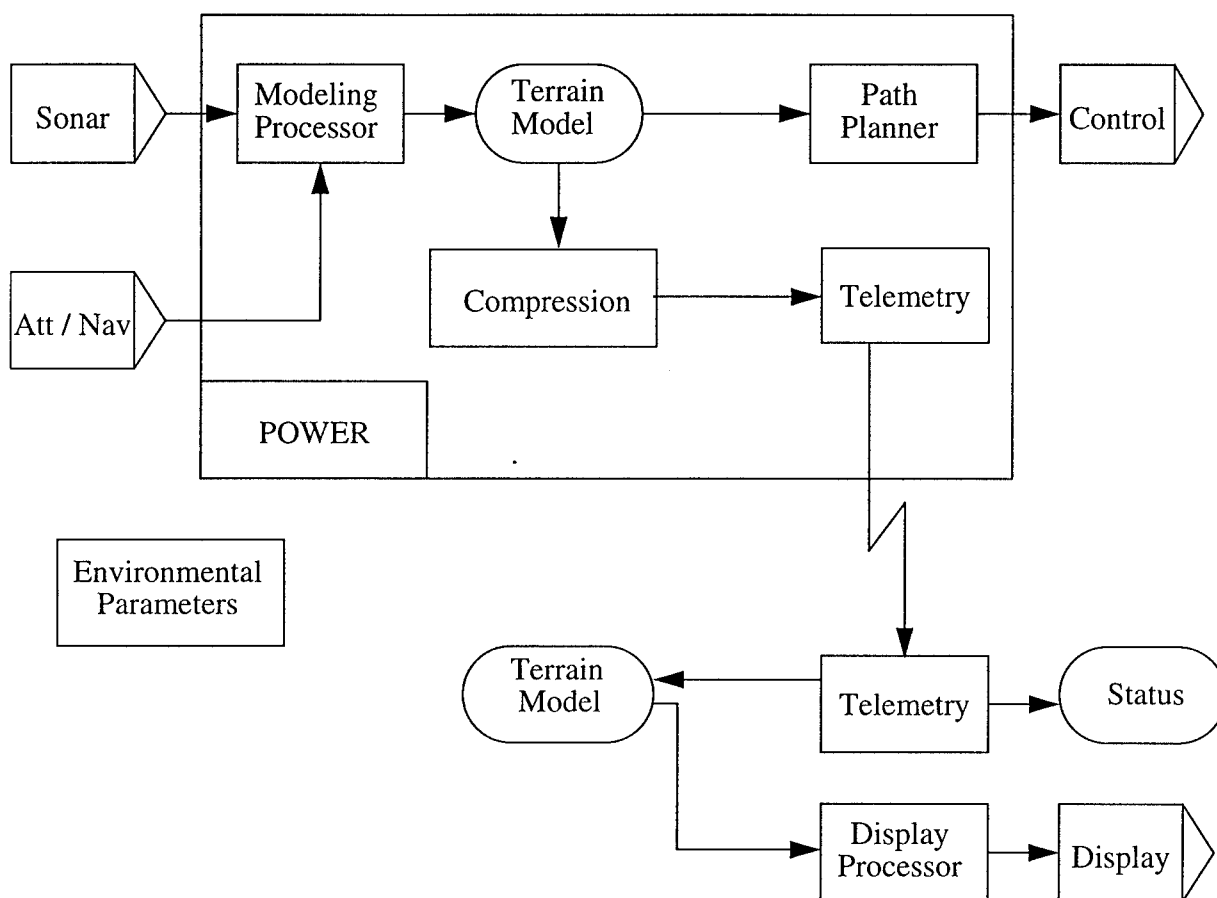 Sonar
Modeling
Processor
Terrain
Model
Path
Planner
Control
Att / Nav
Compression
Telemetry
POWER
Environmental
Parameters
Terrain
Model
Telemetry
Status
Display
Processor
Display